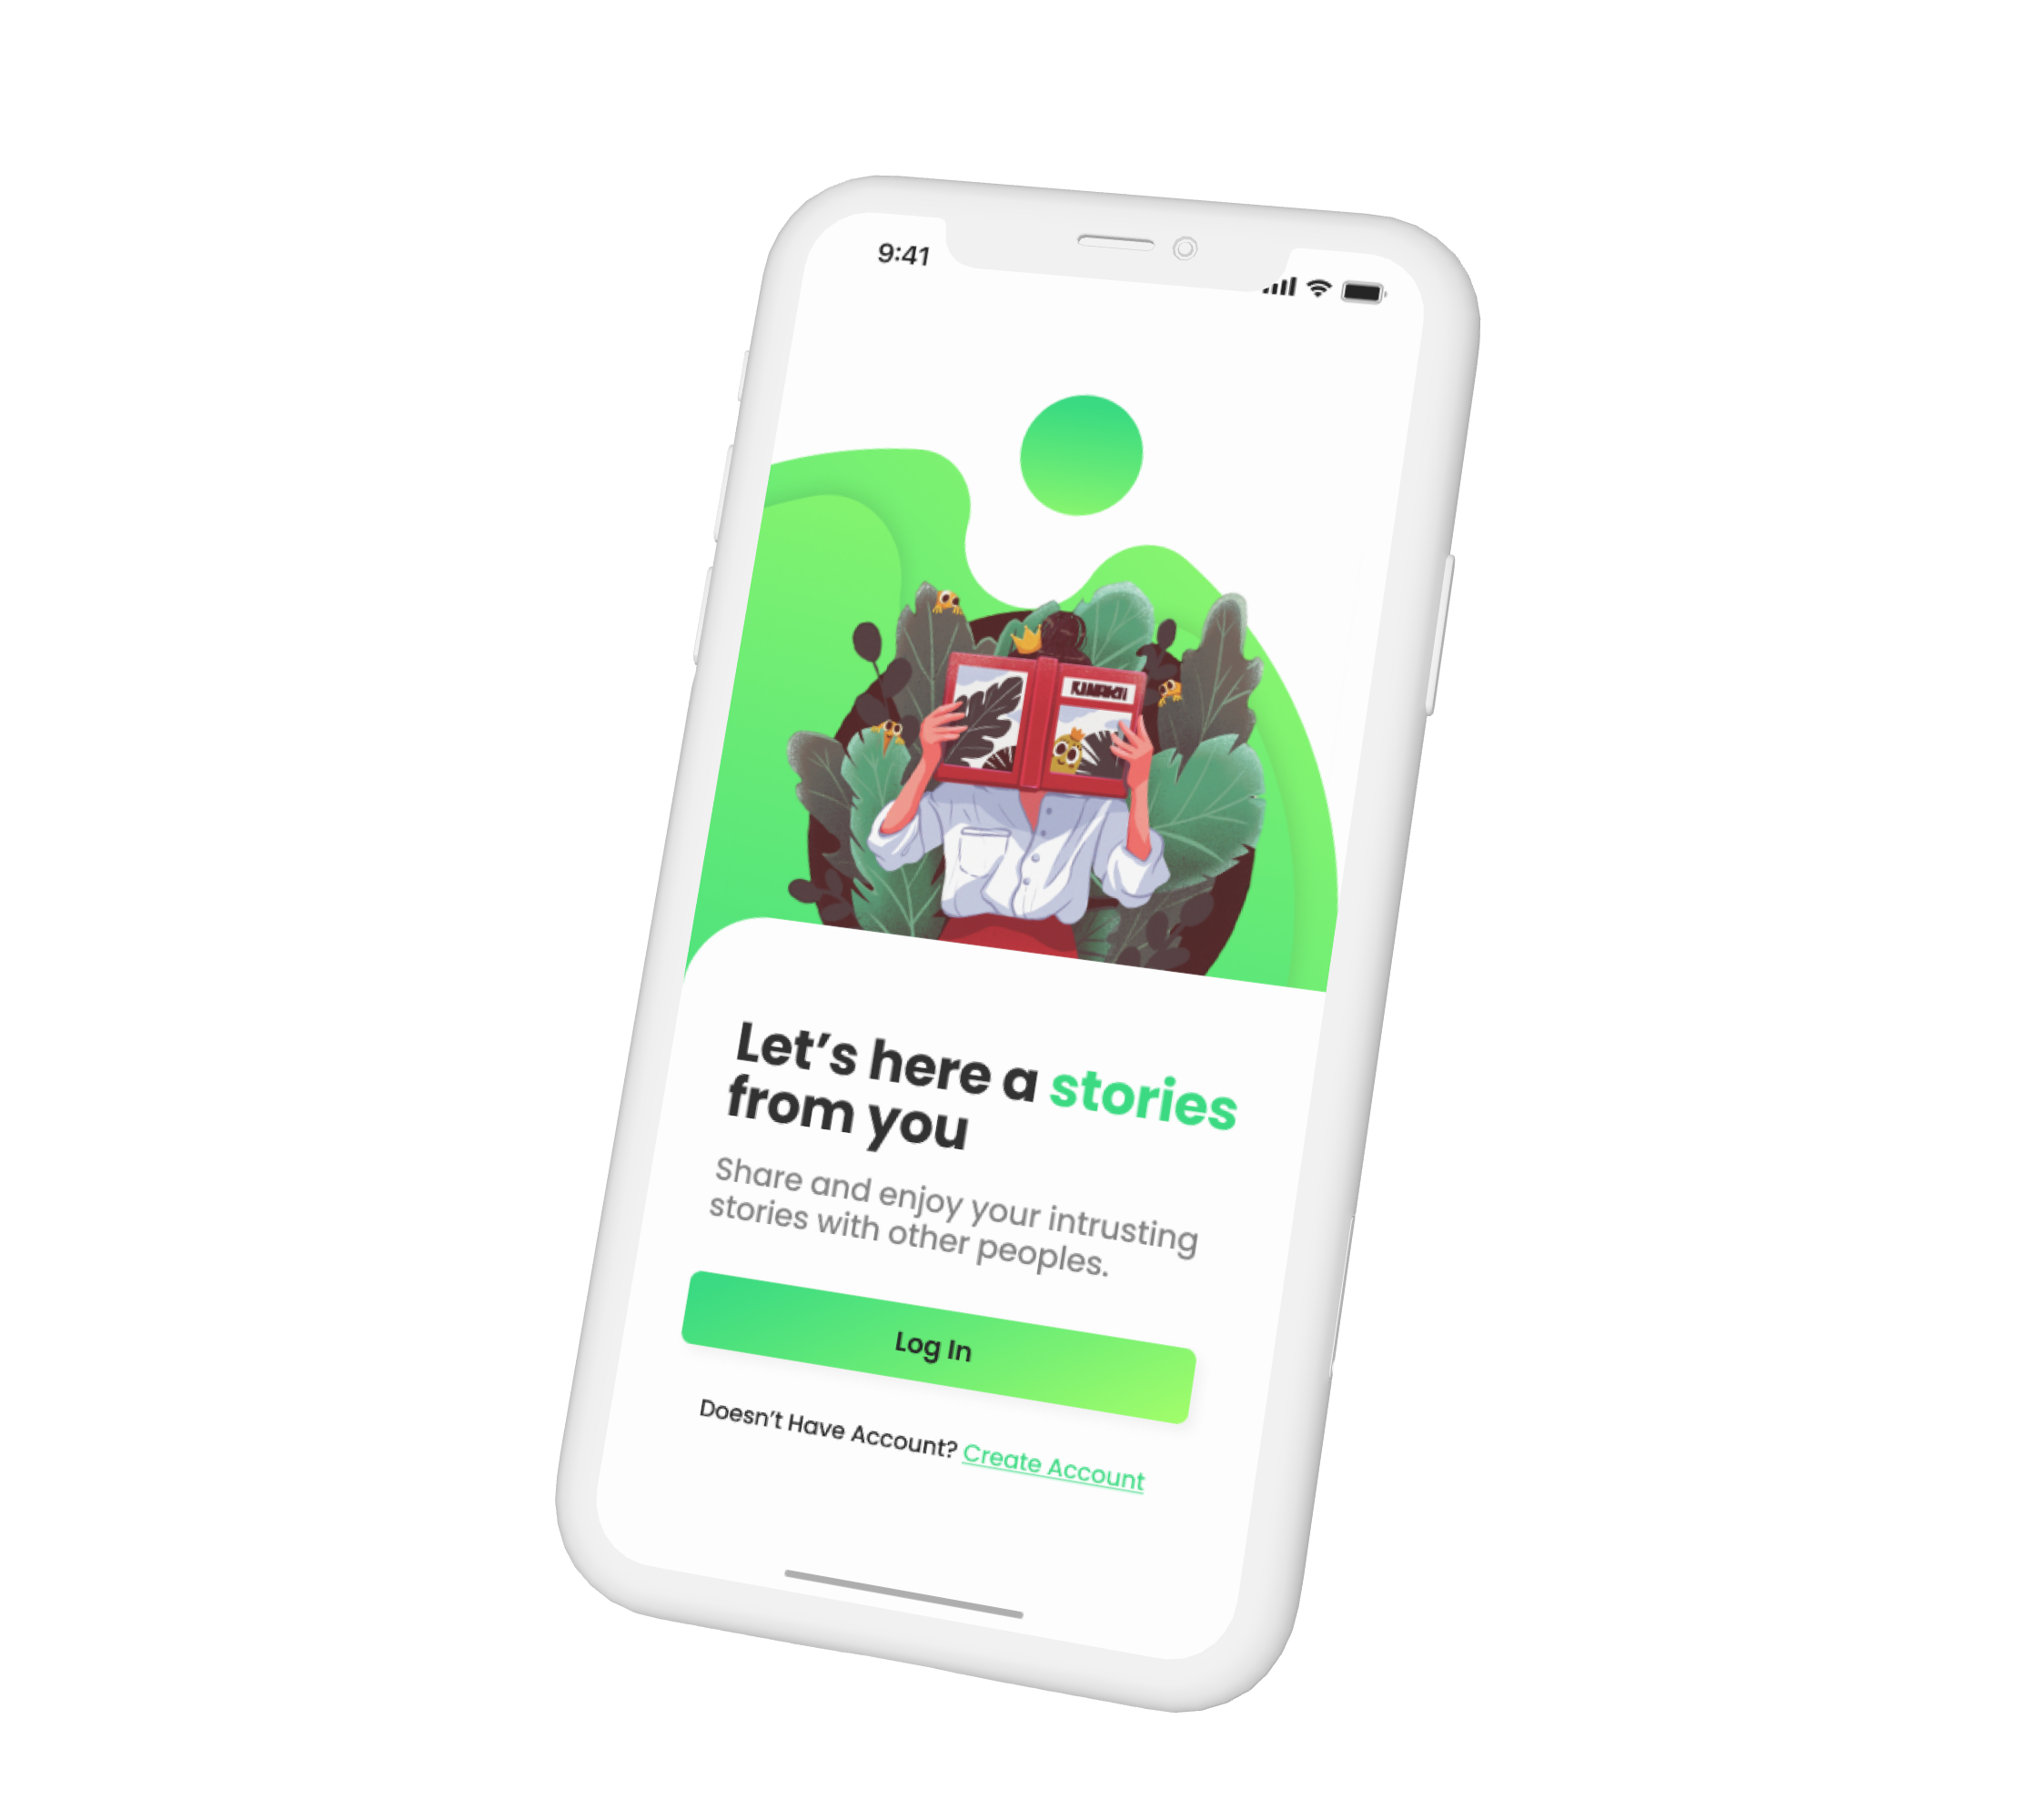 9:41
Let’s here a stories
from you
Share and enjoy your intrusting
stories with other peoples.
Log In
Doesn’t Have Account? Create Account